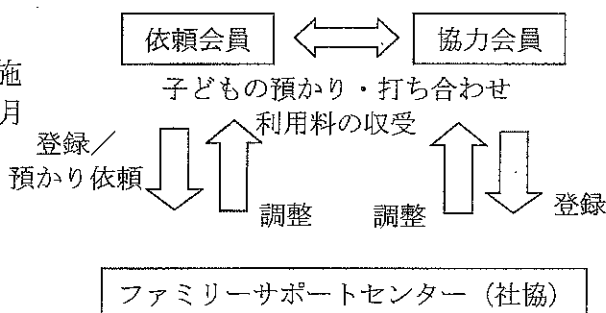 依頼会員
協力会員
施
子どもの預かり・打ち合わせ
月
利用料の収受
登録／
預かり依頼
調整
調整
登録
ファミリーサポートセンター（社協）